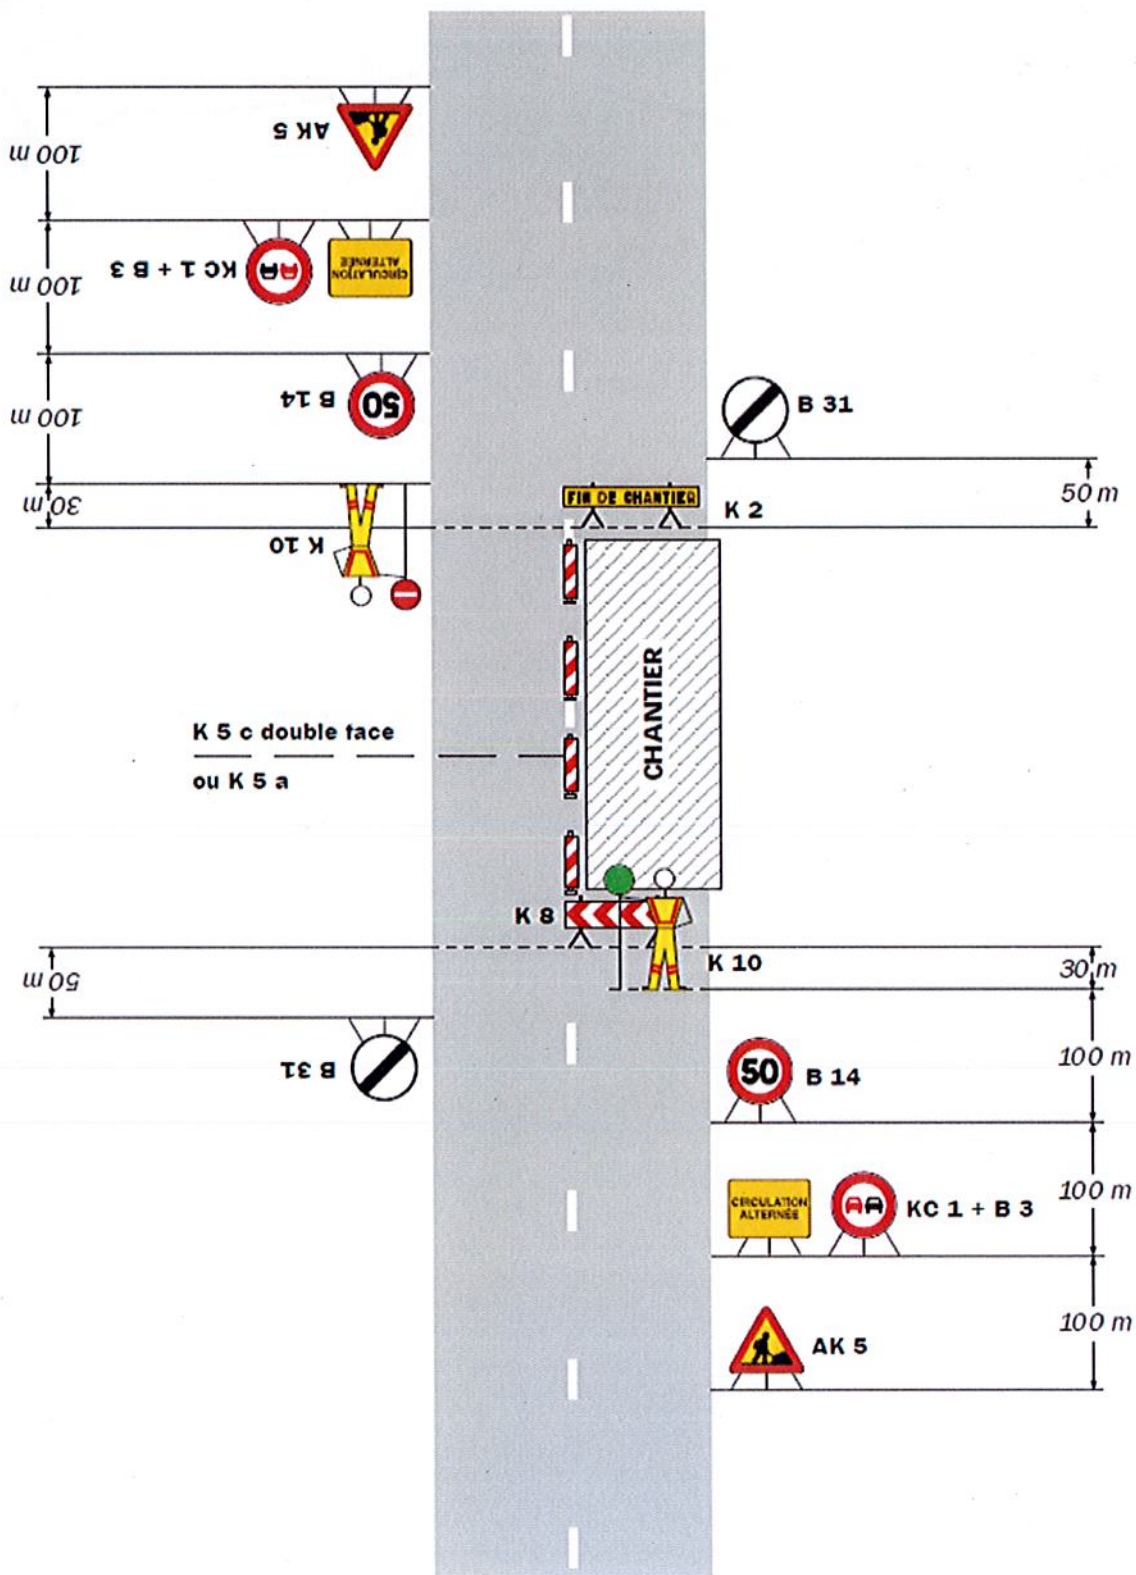 AK 5
100 m
KC 1 + B 3
CIRCULATION
ALTERNÉE
100 m
B 14
50
100 m
B 31
50 m
FIN DE CHANTIER
K 2
30 m
K 10
CHANTIER
K 5 c double face
ou K 5 a
K 8
K 10
30 m
50 m
B 31
50
B 14
100 m
CIRCULATION
ALTERNÉE
KC 1 + B 3
100 m
AK 5
100 m